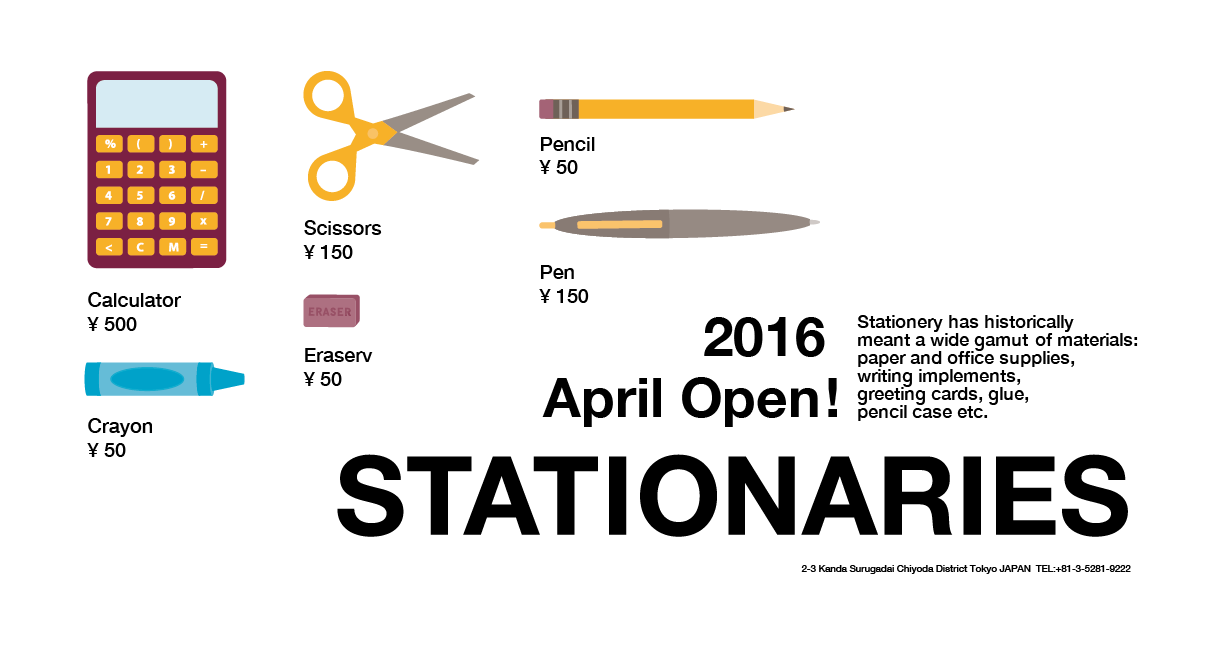 % ( ) +
1 2 3 −
4 5 6 /
7 8 9 x
< C M =
Calculator
¥ 500
Crayon
¥ 50
Scissors
¥ 150
ERASER
Eraserv
¥ 50
Pencil
¥ 50
Pen
¥ 150
2016
April Open!
Stationery has historically
meant a wide gamut of materials:
paper and office supplies,
writing implements,
greeting cards, glue,
pencil case etc.
STATIONARIES
2-3 Kanda Surugadai Chiyoda District Tokyo JAPAN TEL:+81-3-5281-9222